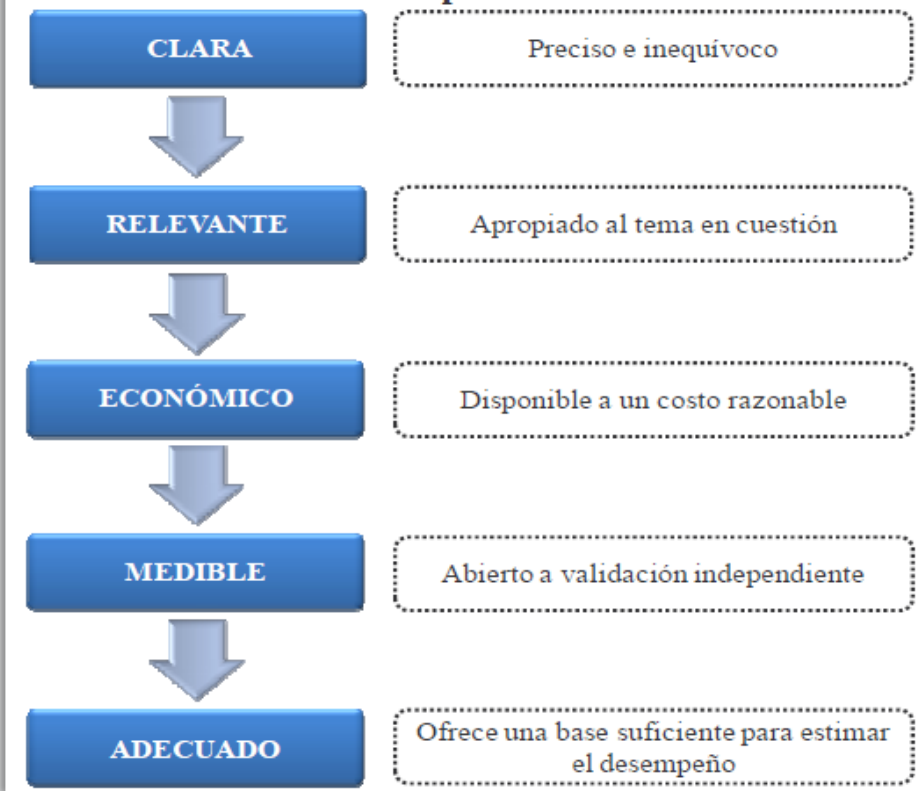 CLARA
Preciso e inequívoco
RELEVANTE
Apropiado al tema en cuestión
ECONÓMICO
Disponible a un costo razonable
MEDIBLE
Abierto a validación independiente
ADECUADO
Ofrece una base suficiente para estimar
el desempeño